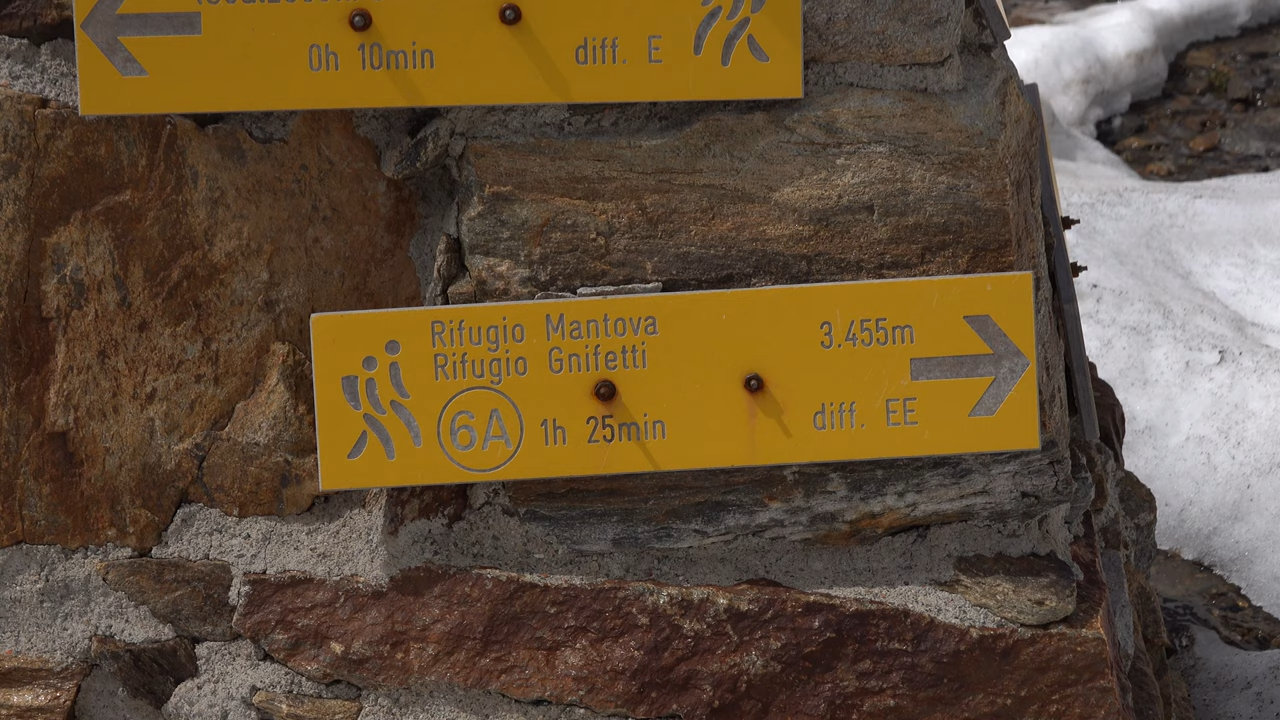 0h 10min diff. E
Rifugio Mantova 3.455m
Rifugio Gnifetti
6A 1h 25min diff. EE